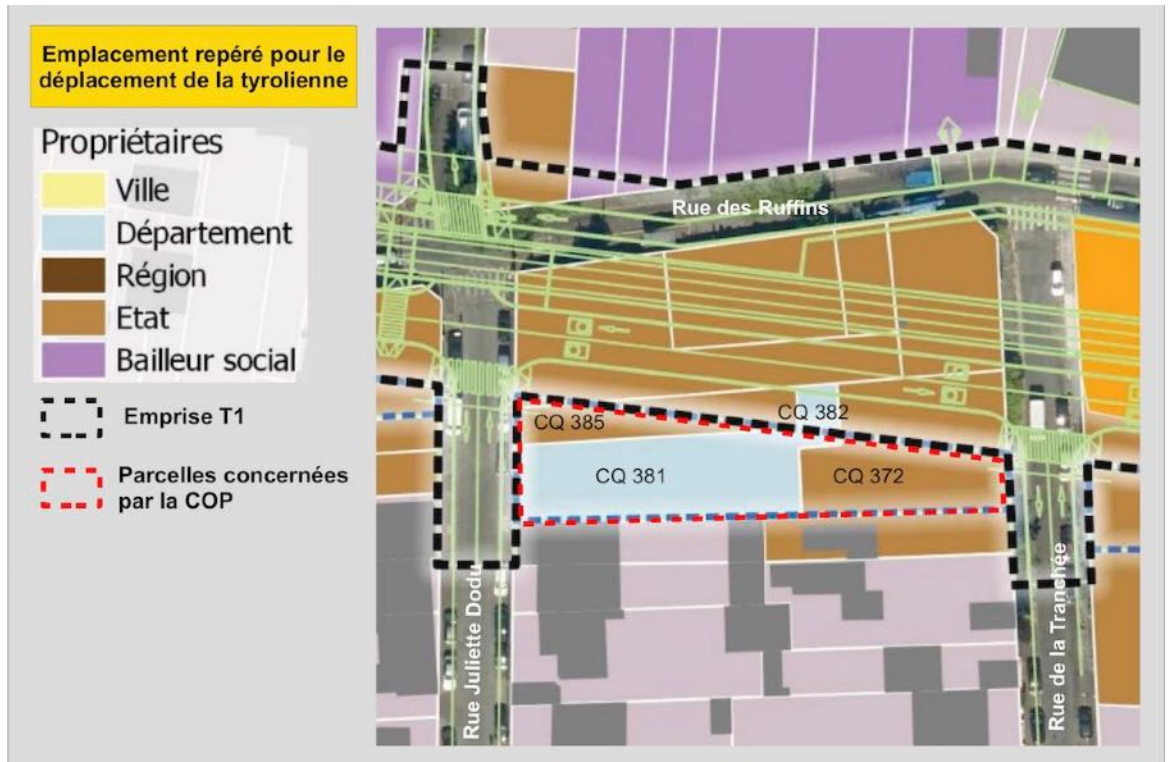 Emplacement repéré pour le
déplacement de la tyrolienne
Propriétaires
Ville
Département
Région
Etat
Bailleur social
Emprise T1
Parcelles concernées
par la COP
Rue des Ruffins
CQ 382
CQ 385
CQ 381
CQ 372
Rue Juliette Dodu
Rue de la Tranchée